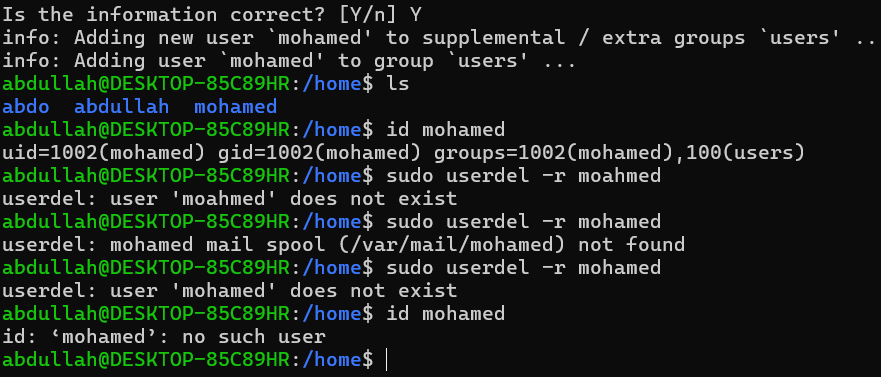 Is the information correct? [Y/n] Y
info: Adding new user `mohamed' to supplemental / extra groups `users' ..
info: Adding user `mohamed' to group `users' ...
abdullah@DESKTOP-85C89HR:/home$ ls
abdo  abdullah  mohamed
abdullah@DESKTOP-85C89HR:/home$ id mohamed
uid=1002(mohamed) gid=1002(mohamed) groups=1002(mohamed),100(users)
abdullah@DESKTOP-85C89HR:/home$ sudo userdel -r moahmed
userdel: user 'moahmed' does not exist
abdullah@DESKTOP-85C89HR:/home$ sudo userdel -r mohamed
userdel: mohamed mail spool (/var/mail/mohamed) not found
abdullah@DESKTOP-85C89HR:/home$ sudo userdel -r mohamed
userdel: user 'mohamed' does not exist
abdullah@DESKTOP-85C89HR:/home$ id mohamed
id: ‘mohamed’: no such user
abdullah@DESKTOP-85C89HR:/home$